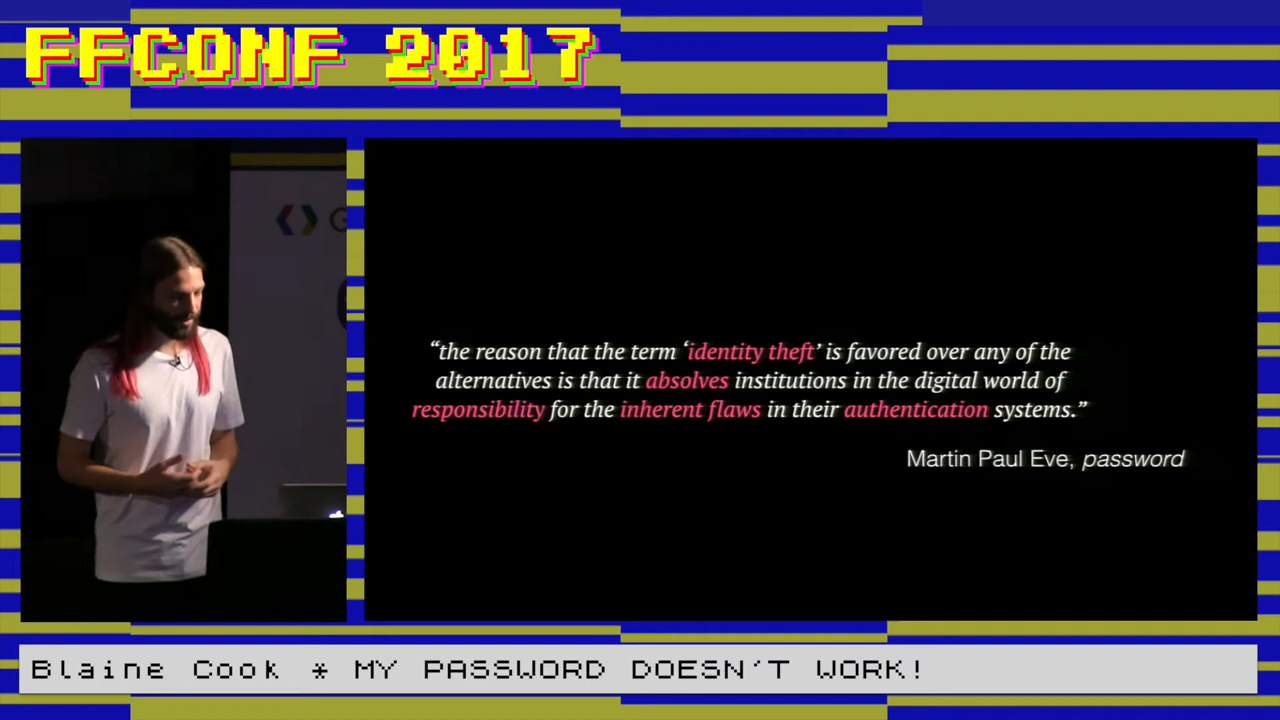 FFCONF 2017
G
“the reason that the term ‘identity theft’ is favored over any of the
alternatives is that it absolves institutions in the digital world of
responsibility for the inherent flaws in their authentication systems.”
Martin Paul Eve, password
Blaine Cook * MY PASSWORD DOESN'T WORK!